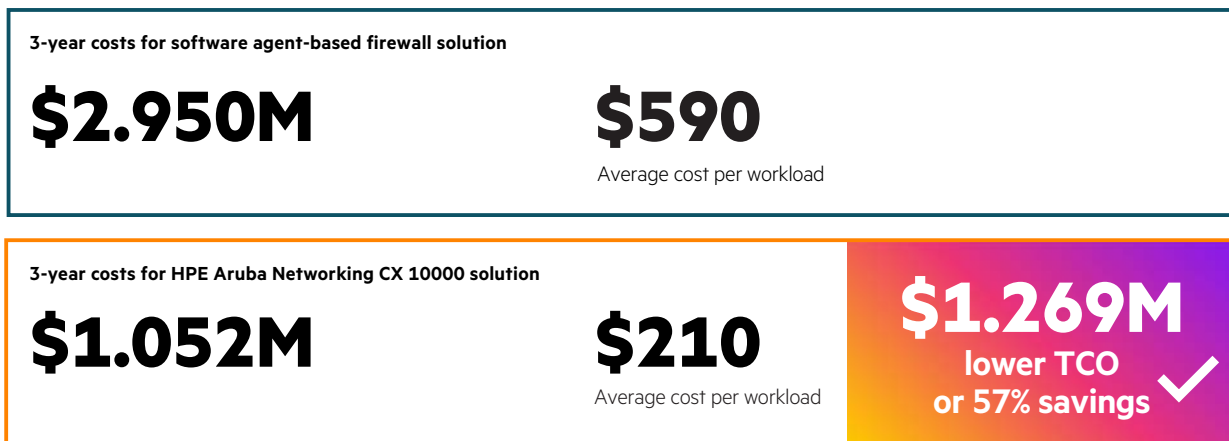 3-year costs for software agent-based firewall solution
$2.950M
$590
Average cost per workload
3-year costs for HPE Aruba Networking CX 10000 solution
$1.052M
$210
Average cost per workload
$1.269M
lower TCO
or 57% savings